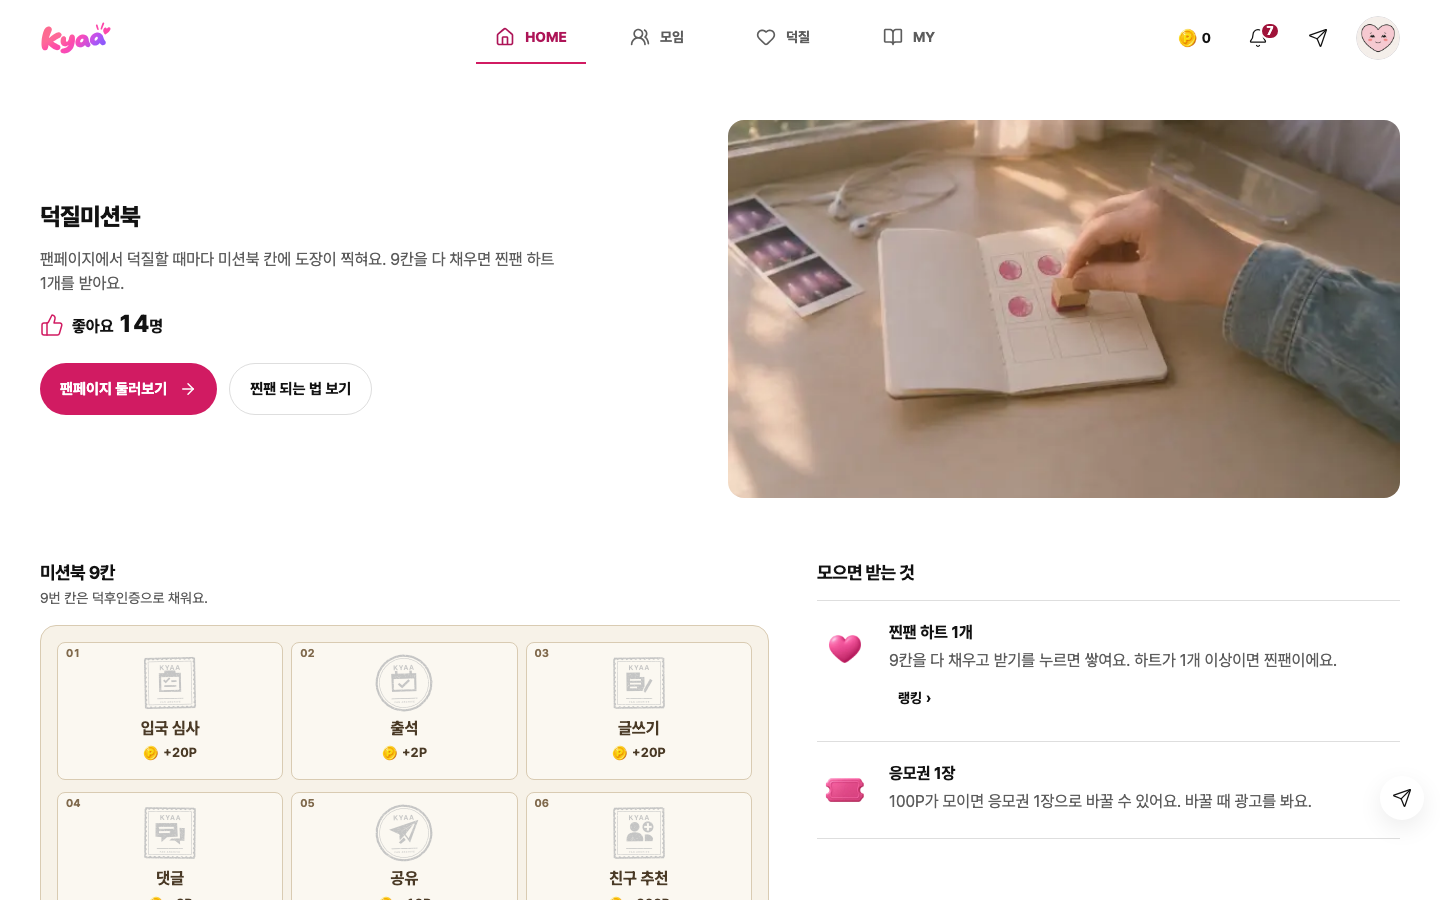 kyaa
HOME
모임
덕질
MY
0
7
덕질미션북
팬페이지에서 덕질할 때마다 미션북 칸에 도장이 찍혀요. 9칸을 다 채우면 찐팬 하트
1개를 받아요.
좋아요 14명
팬페이지 둘러보기
찐팬 되는 법 보기
미션북 9칸
9번 칸은 덕후인증으로 채워요.
01
KYAA
입국 심사
+20P
02
KYAA
출석
+2P
03
KYAA
글쓰기
+20P
04
KYAA
댓글
05
KYAA
공유
06
KYAA
친구 추천
모으면 받는 것
찐팬 하트 1개
9칸을 다 채우고 받기를 누르면 쌓여요. 하트가 1개 이상이면 찐팬이에요.
랭킹 ›
응모권 1장
100P가 모이면 응모권 1장으로 바꿀 수 있어요. 바꿀 때 광고를 봐요.